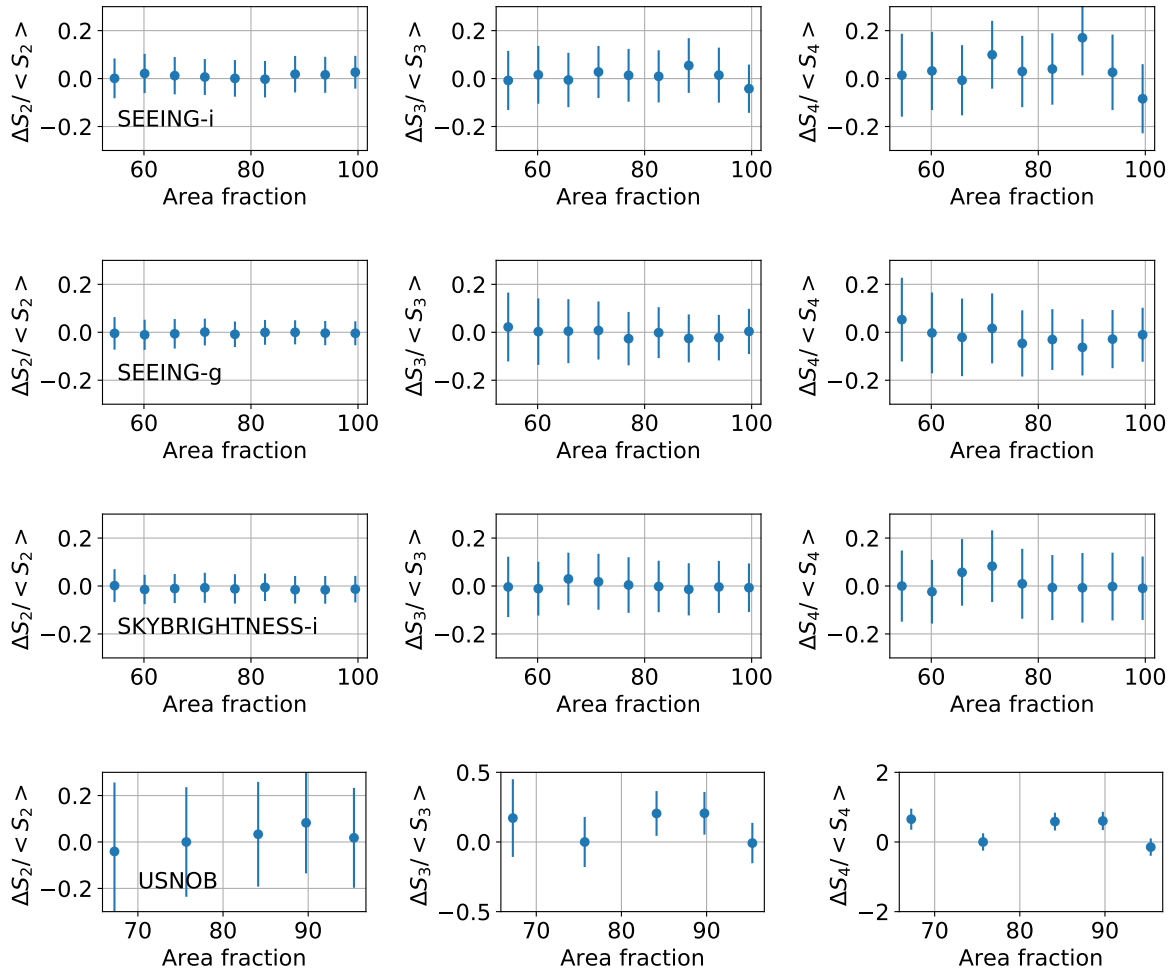 ΔS₂/ < S₂ >
0.2
0.0
−0.2
SEEING-i
60 80 100
Area fraction
ΔS₃/ < S₃ >
0.2
0.0
−0.2
60 80 100
Area fraction
ΔS₄/ < S₄ >
0.2
0.0
−0.2
60 80 100
Area fraction
ΔS₂/ < S₂ >
0.2
0.0
−0.2
SEEING-g
60 80 100
Area fraction
ΔS₃/ < S₃ >
0.2
0.0
−0.2
60 80 100
Area fraction
ΔS₄/ < S₄ >
0.2
0.0
−0.2
60 80 100
Area fraction
ΔS₂/ < S₂ >
0.2
0.0
−0.2
SKYBRIGHTNESS-i
60 80 100
Area fraction
ΔS₃/ < S₃ >
0.2
0.0
−0.2
60 80 100
Area fraction
ΔS₄/ < S₄ >
0.2
0.0
−0.2
60 80 100
Area fraction
ΔS₂/ < S₂ >
0.2
0.0
−0.2
USNOB
70 80 90
Area fraction
ΔS₃/ < S₃ >
0.5
0.0
−0.5
70 80 90
Area fraction
ΔS₄/ < S₄ >
2
0
−2
70 80 90
Area fraction